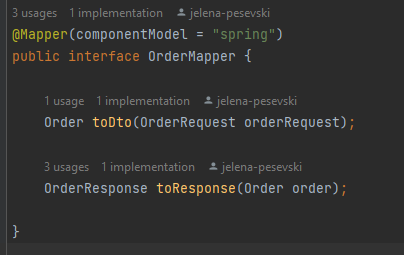 3 usages 1 implementation jelena-pesevski
@Mapper(componentModel = "spring")
public interface OrderMapper {
1 usage 1 implementation jelena-pesevski
Order toDto(OrderRequest orderRequest);
3 usages 1 implementation jelena-pesevski
OrderResponse toResponse(Order order);
}